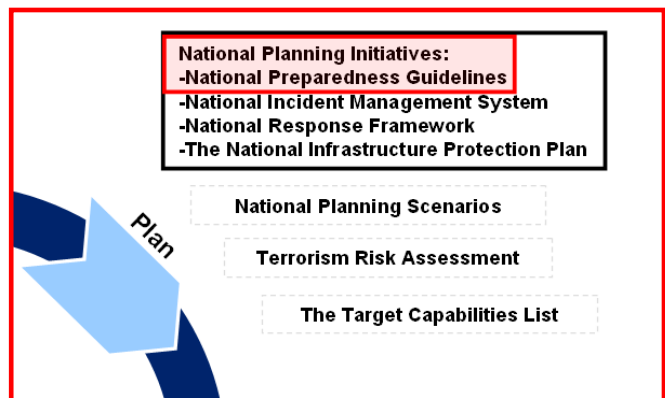 National Planning Initiatives:
-National Preparedness Guidelines
-National Incident Management System
-National Response Framework
-The National Infrastructure Protection Plan
National Planning Scenarios
Plan
Terrorism Risk Assessment
The Target Capabilities List